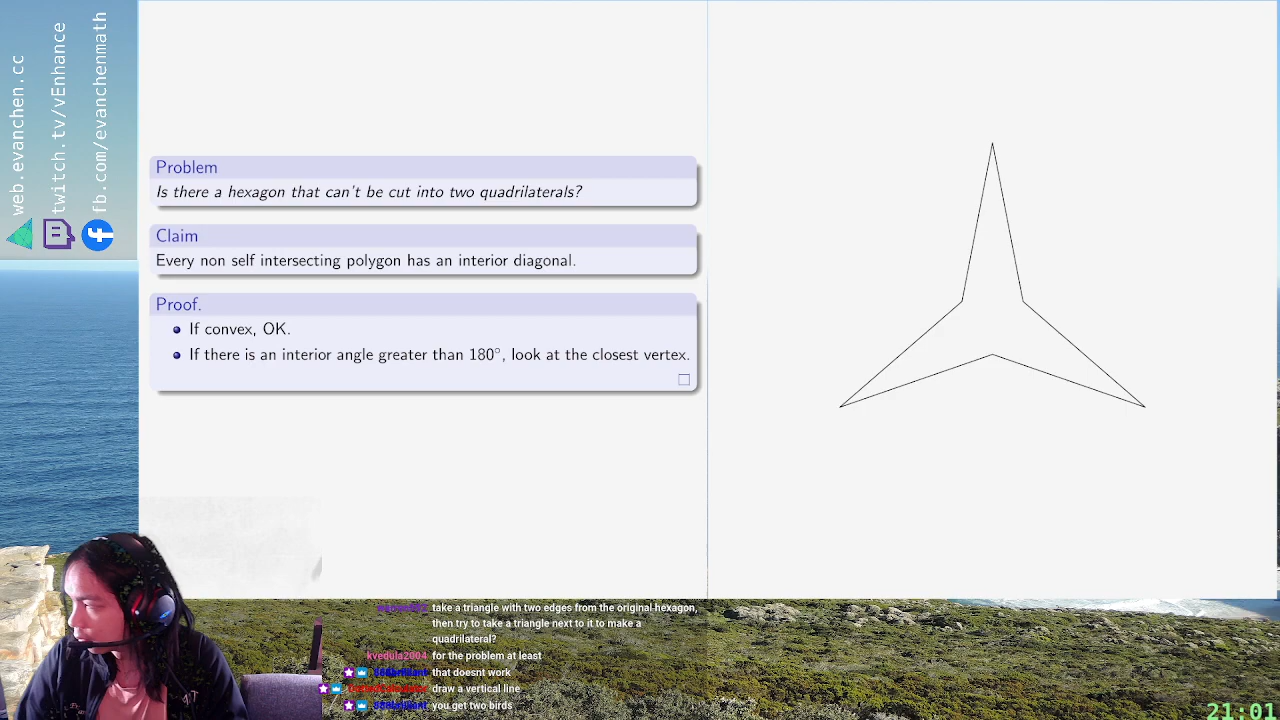 web.evanchen.cc
twitch.tv/vEnhance
fb.com/evanchenmath
Problem
Is there a hexagon that can't be cut into two quadrilaterals?
Claim
Every non self intersecting polygon has an interior diagonal.
Proof.
If convex, OK.
If there is an interior angle greater than 180°, look at the closest vertex.
take a triangle with two edges from the original hexagon,
then try to take a triangle next to it to make a
quadrilateral?
kvedula2004 for the problem at least
that doesnt work
draw a vertical line
you get two birds
21:01